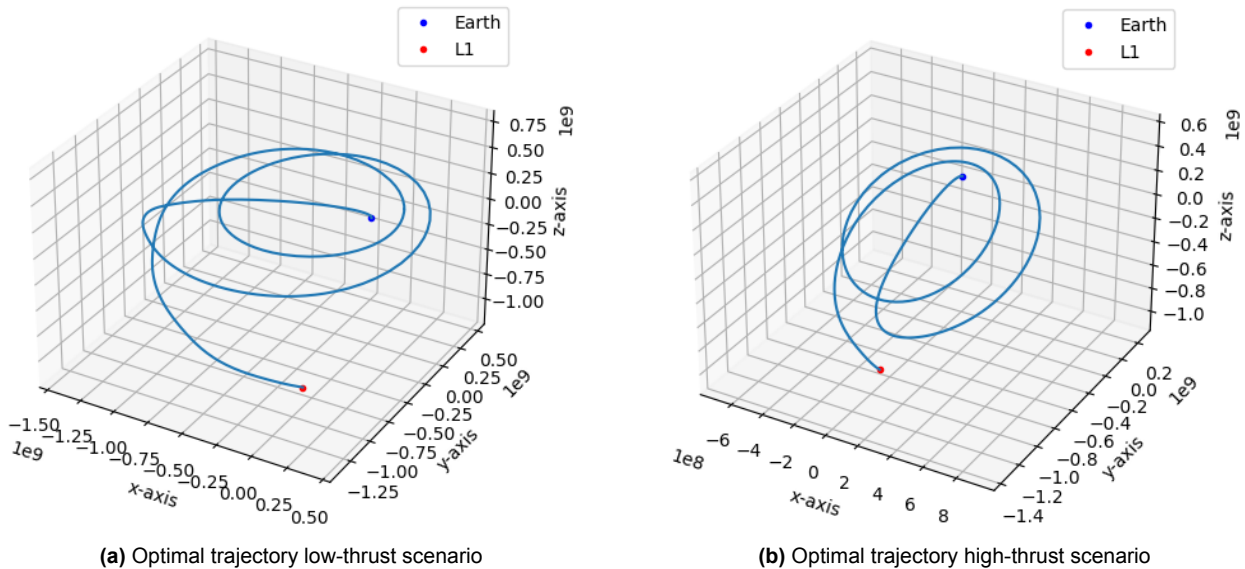 Earth
L1
1e9
0.75
0.50
0.25
0.00
−0.25
−0.50
−0.75
−1.00
z-axis
0.50
0.25
0.00
−0.25
−0.50
−0.75
−1.00
−1.25
1e9
y-axis
−1.50
−1.25
−1.00
−0.75
−0.50
−0.25
0.00
0.25
0.50
1e9
x-axis
(a) Optimal trajectory low-thrust scenario
Earth
L1
1e9
0.6
0.4
0.2
0.0
−0.2
−0.4
−0.6
−0.8
−1.0
z-axis
0.2
0.0
−0.2
−0.4
−0.6
−0.8
−1.0
−1.2
−1.4
1e9
y-axis
−6
−4
−2
0
2
4
6
8
1e8
x-axis
(b) Optimal trajectory high-thrust scenario